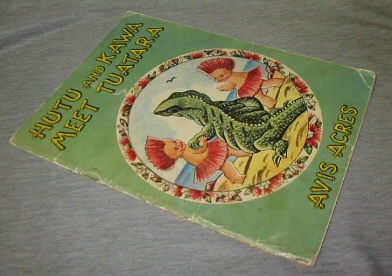 HUTU AND KAWA
MEET TUATARA
AVIS ACRES